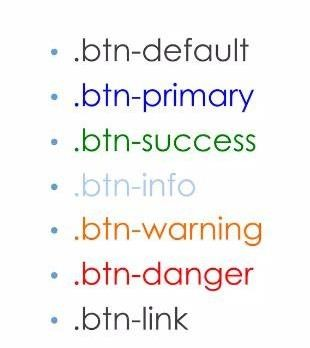 • .btn-default
• .btn-primary
• .btn-success
• .btn-info
• .btn-warning
• .btn-danger
• .btn-link